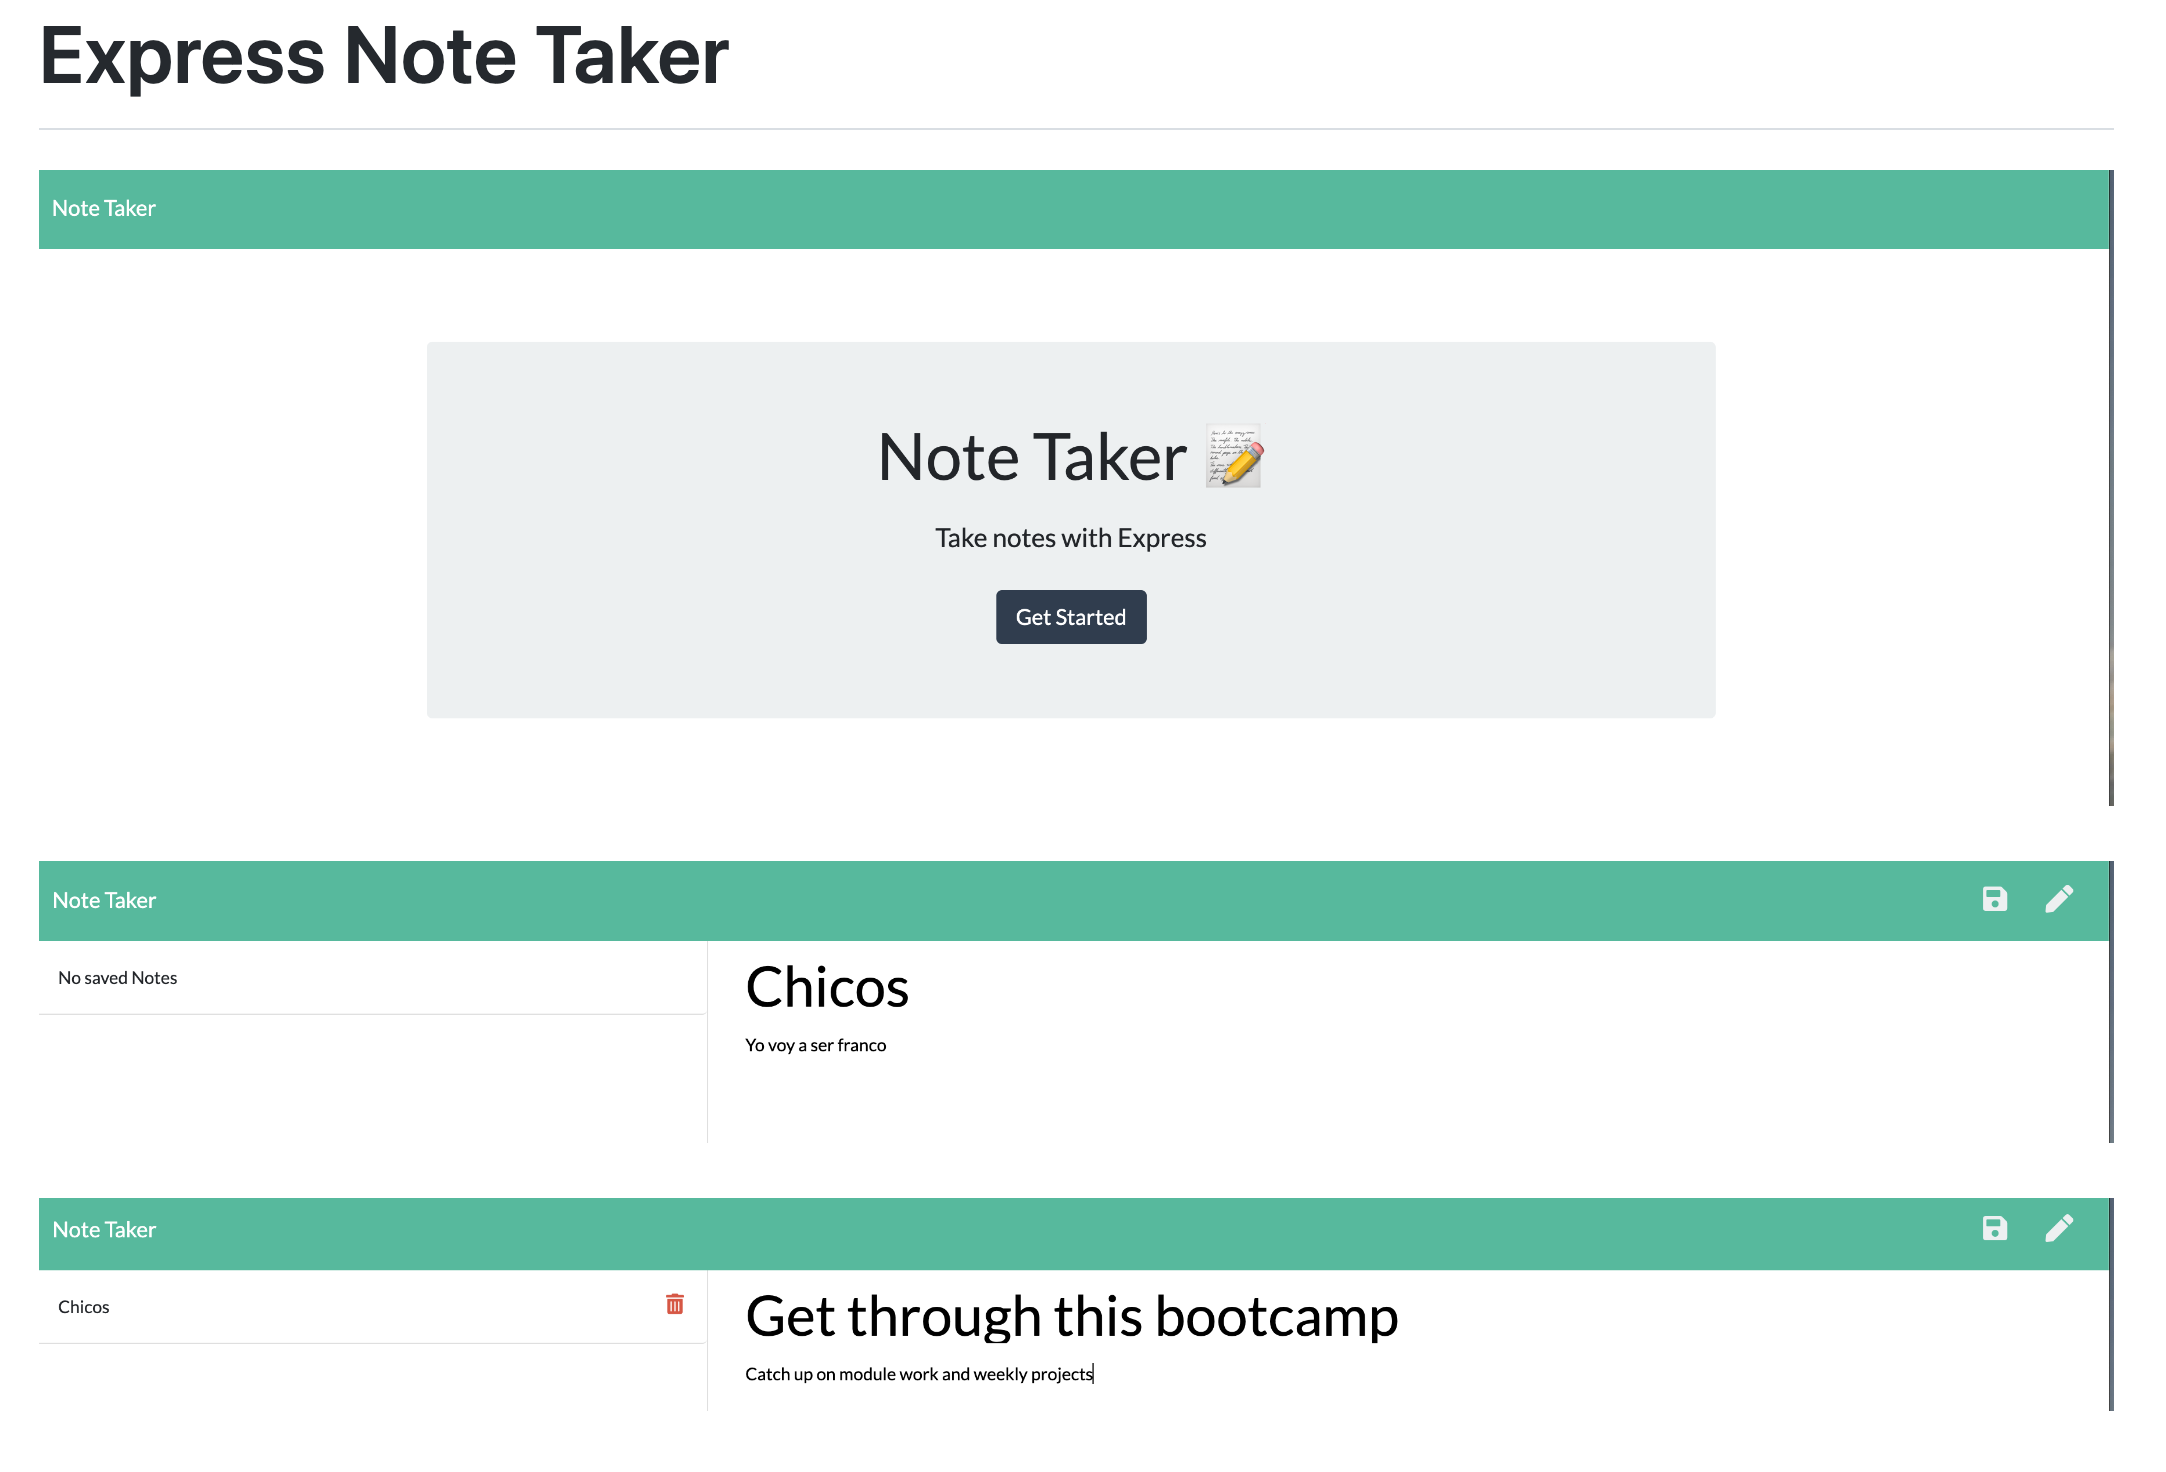 Express Note Taker
Note Taker
Note Taker
Take notes with Express
Get Started
Note Taker
No saved Notes
Chicos
Yo voy a ser franco
Note Taker
Chicos
Get through this bootcamp
Catch up on module work and weekly projects